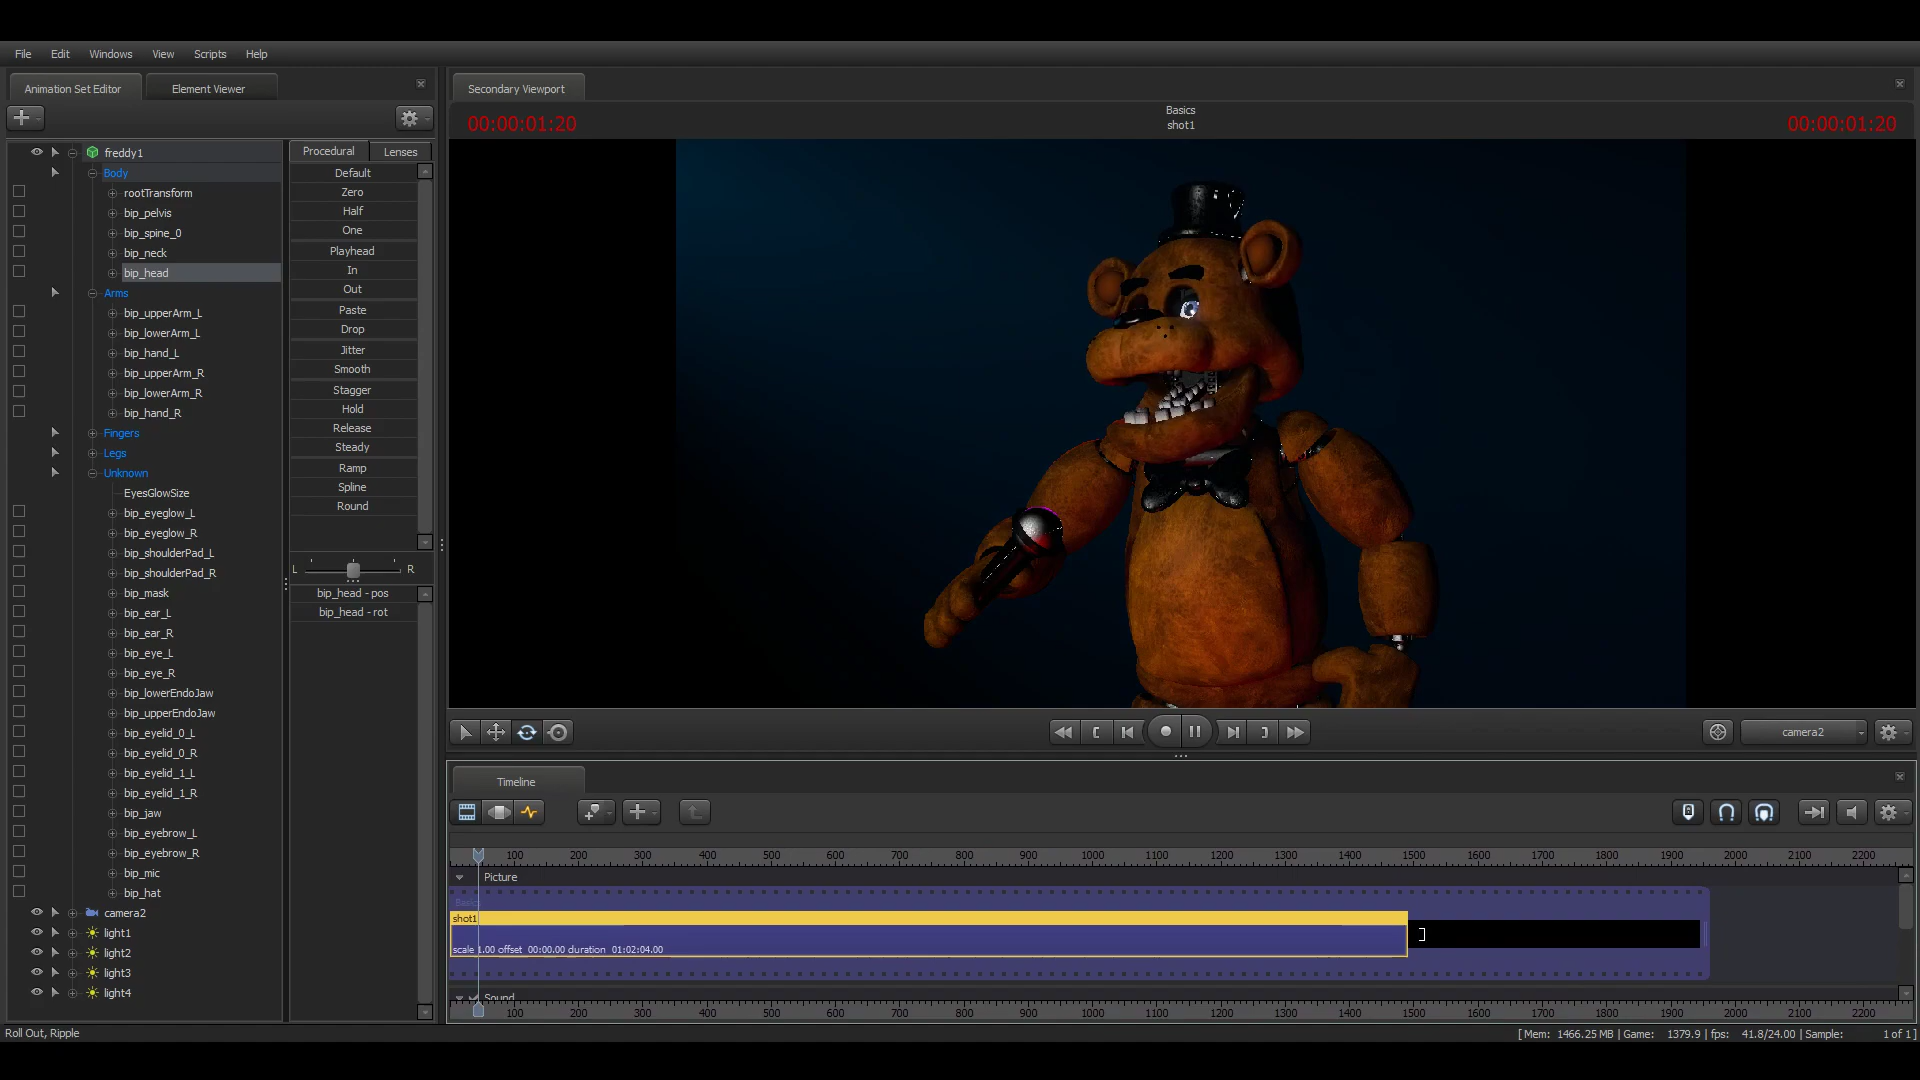 File Edit Windows View Scripts Help
Animation Set Editor Element Viewer
Secondary Viewport
00:00:01:20
Basics
shot1
00:00:01:20
freddy1
Body
rootTransform
bip_pelvis
bip_spine_0
bip_neck
bip_head
Arms
bip_upperArm_L
bip_lowerArm_L
bip_hand_L
bip_upperArm_R
bip_lowerArm_R
bip_hand_R
Fingers
Legs
Unknown
EyesGlowSize
bip_eyeglow_L
bip_eyeglow_R
bip_shoulderPad_L
bip_shoulderPad_R
bip_mask
bip_ear_L
bip_ear_R
bip_eye_L
bip_eye_R
bip_lowerEndoJaw
bip_upperEndoJaw
bip_eyelid_0_L
bip_eyelid_0_R
bip_eyelid_1_L
bip_eyelid_1_R
bip_jaw
bip_eyebrow_L
bip_eyebrow_R
bip_mic
bip_hat
camera2
light1
light2
light3
light4
Procedural Lenses
Default
Zero
Half
One
Playhead
In
Out
Paste
Drop
Jitter
Smooth
Stagger
Hold
Release
Steady
Ramp
Spline
Round
L R
bip_head - pos
bip_head - rot
camera2
Timeline
100 200 300 400 500 600 700 800 900 1000 1100 1200 1300 1400 1500 1600 1700 1800 1900 2000 2100 2200
Picture
Basics
shot1
scale 1.00 offset 00:00.00 duration 01:02:04.00
Sound
100 200 300 400 500 600 700 800 900 1000 1100 1200 1300 1400 1500 1600 1700 1800 1900 2000 2100 2200
Roll Out, Ripple
[ Mem: 1466.25 MB | Game: 1379.9 | fps: 41.8/24.00 | Sample: 1 of 1 ]